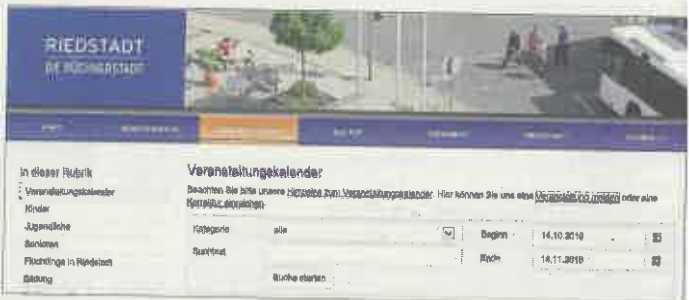 RIEDSTADT
DIE BÜCHNERSTADT
In dieser Rubrik
Veranstaltungskalender
Kinder
Jugendliche
Senioren
Flüchtlinge in Riedstadt
Bildung
Veranstaltungskalender
Beachten Sie bitte unsere Hinweise zum Veranstaltungskalender. Hier können Sie uns eine Veranstaltung melden oder eine
Korrektur einreichen.
Kategorie alle Beginn 14.10.2016
Suchtext Ende 14.11.2016
Suche starten